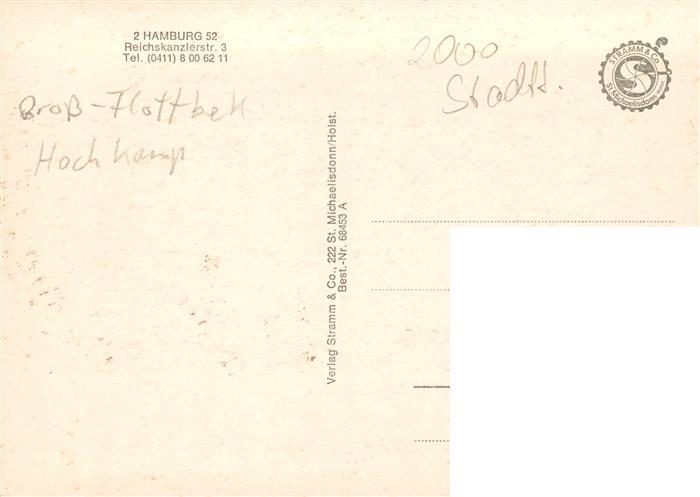 2 HAMBURG 52
Reichskanzlerstr. 3
Tel. (0411) 8 00 62 11
Groß-Flottbek
Hochkamp
2000
Stadtt.
STRAMM & Co
St. Michaelisdonn Holst.
Verlag Stramm & Co., 222 St. Michaelisdonn/Holst.
Best.-Nr. 68453 A